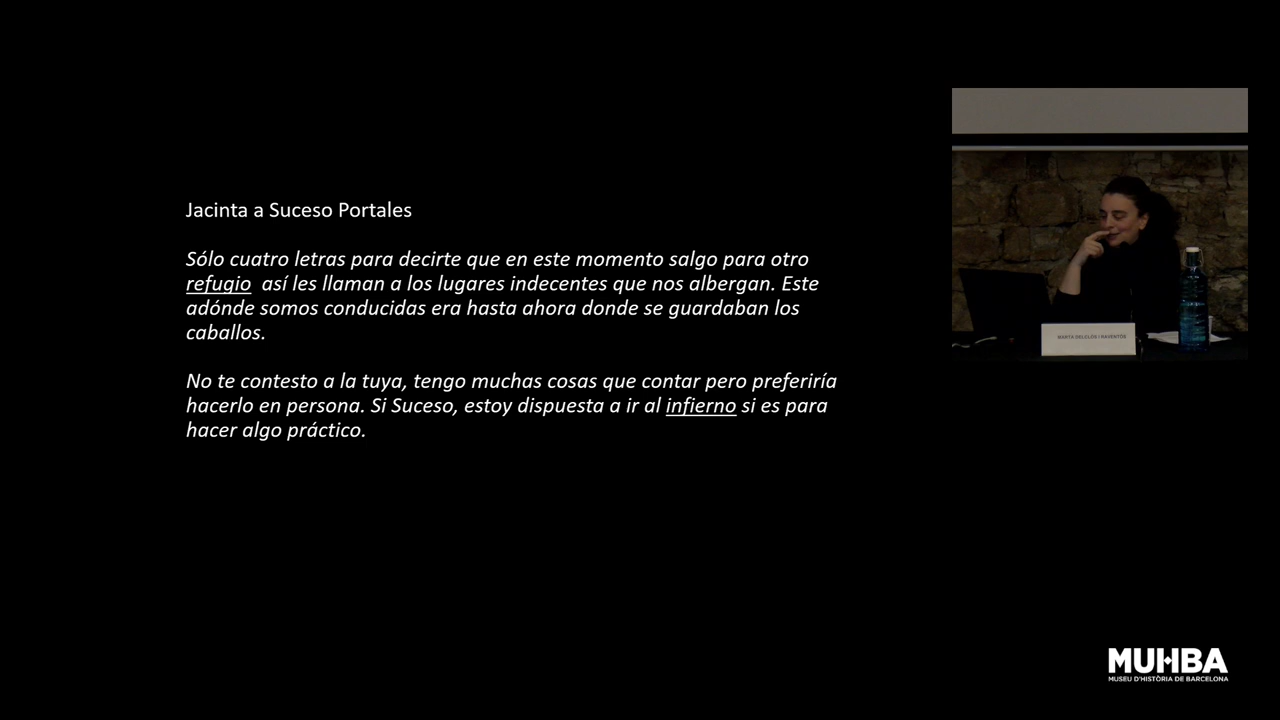 Jacinta a Suceso Portales
Sólo cuatro letras para decirte que en este momento salgo para otro
refugio así les llaman a los lugares indecentes que nos albergan. Este
adónde somos conducidas era hasta ahora donde se guardaban los
caballos.
No te contesto a la tuya, tengo muchas cosas que contar pero preferiría
hacerlo en persona. Si Suceso, estoy dispuesta a ir al infierno si es para
hacer algo práctico.
MARTA DELCLÓS I RAVENTÓS
MUHBA
MUSEU D'HISTÒRIA DE BARCELONA